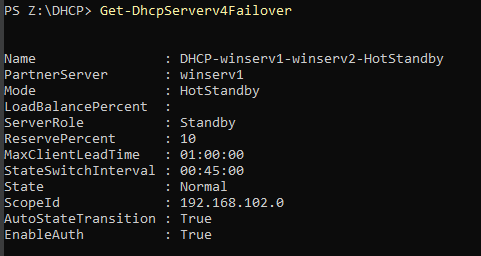 PS Z:\DHCP> Get-DhcpServerv4Failover
Name                : DHCP-winserv1-winserv2-HotStandby
PartnerServer       : winserv1
Mode                : HotStandby
LoadBalancePercent  :
ServerRole          : Standby
ReservePercent      : 10
MaxClientLeadTime   : 01:00:00
StateSwitchInterval : 00:45:00
State               : Normal
ScopeId             : 192.168.102.0
AutoStateTransition : True
EnableAuth          : True